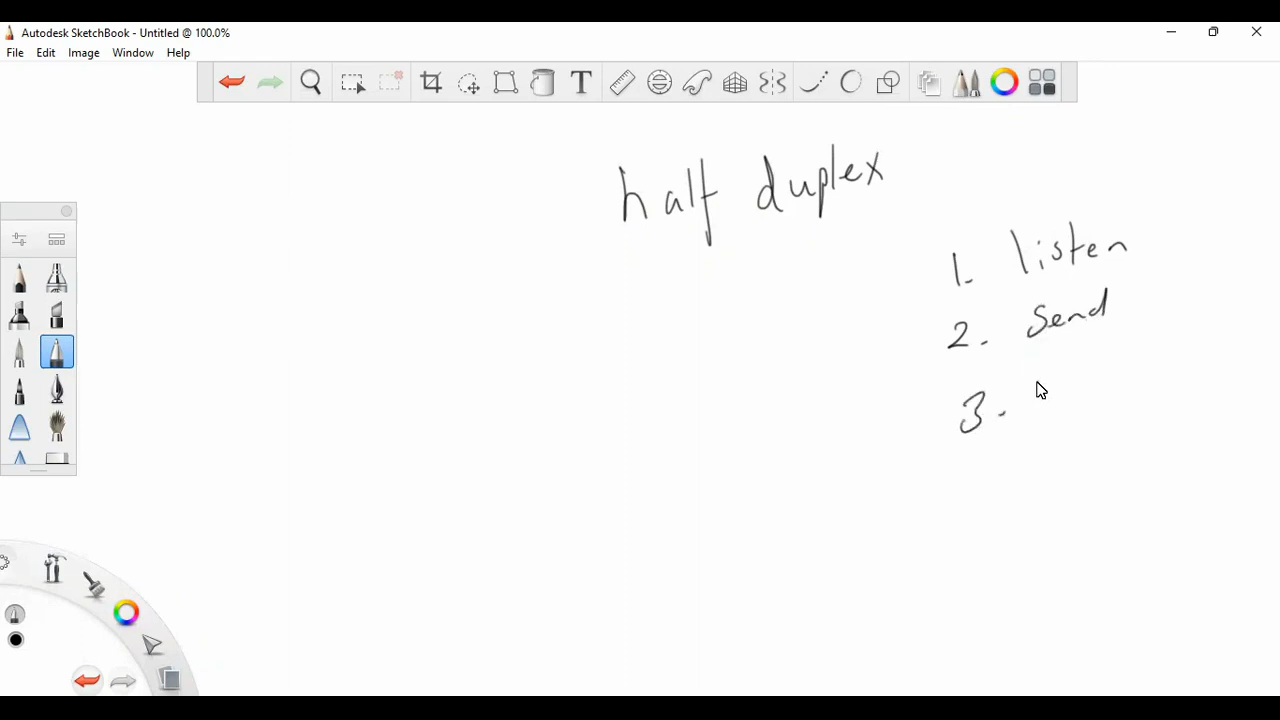 Autodesk SketchBook - Untitled @ 100.0%
File Edit Image Window Help
T
half duplex
1. listen
2. Send
3.